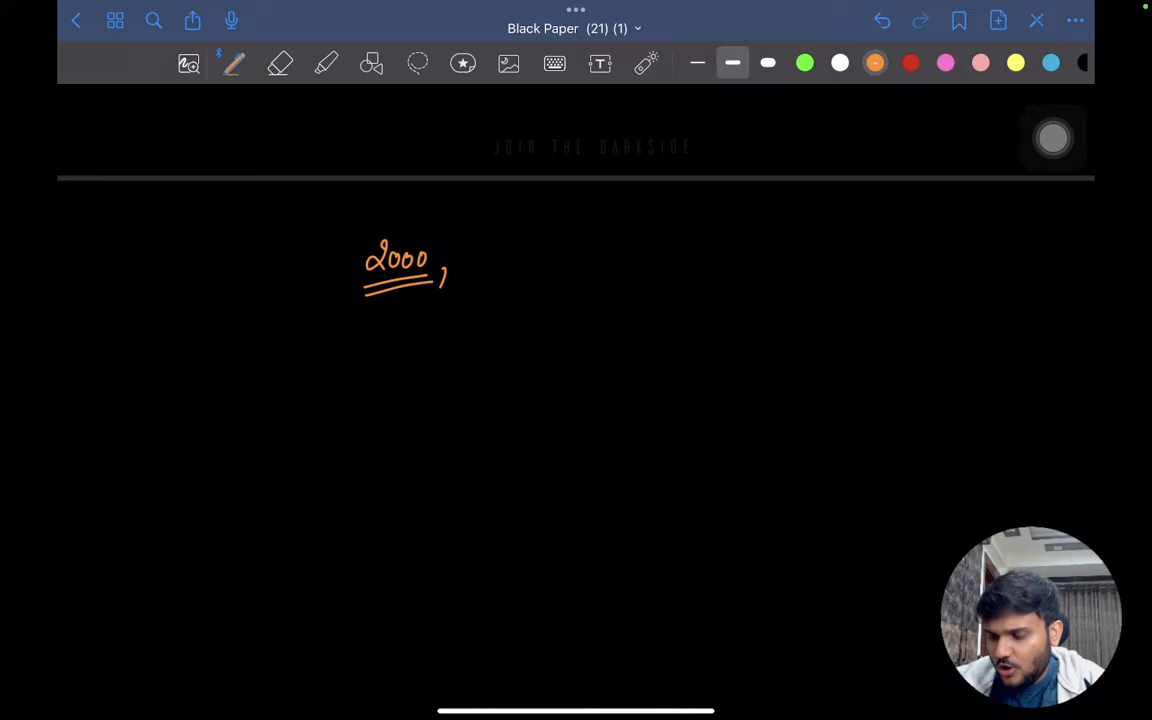 Black Paper (21) (1)
T
JOIN THE DARKSIDE
2000,